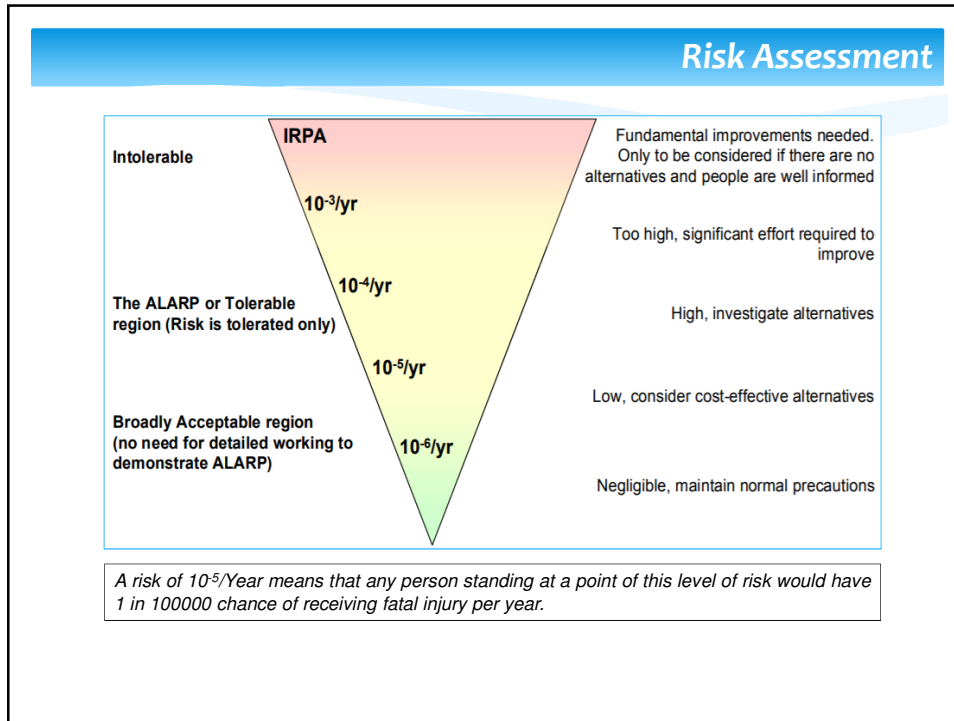 Risk Assessment
IRPA
Intolerable
Fundamental improvements needed.
Only to be considered if there are no
alternatives and people are well informed
10⁻³/yr
Too high, significant effort required to
improve
10⁻⁴/yr
The ALARP or Tolerable
region (Risk is tolerated only)
High, investigate alternatives
10⁻⁵/yr
Low, consider cost-effective alternatives
Broadly Acceptable region
(no need for detailed working to
demonstrate ALARP)
10⁻⁶/yr
Negligible, maintain normal precautions
A risk of 10⁻⁵/Year means that any person standing at a point of this level of risk would have
1 in 100000 chance of receiving fatal injury per year.